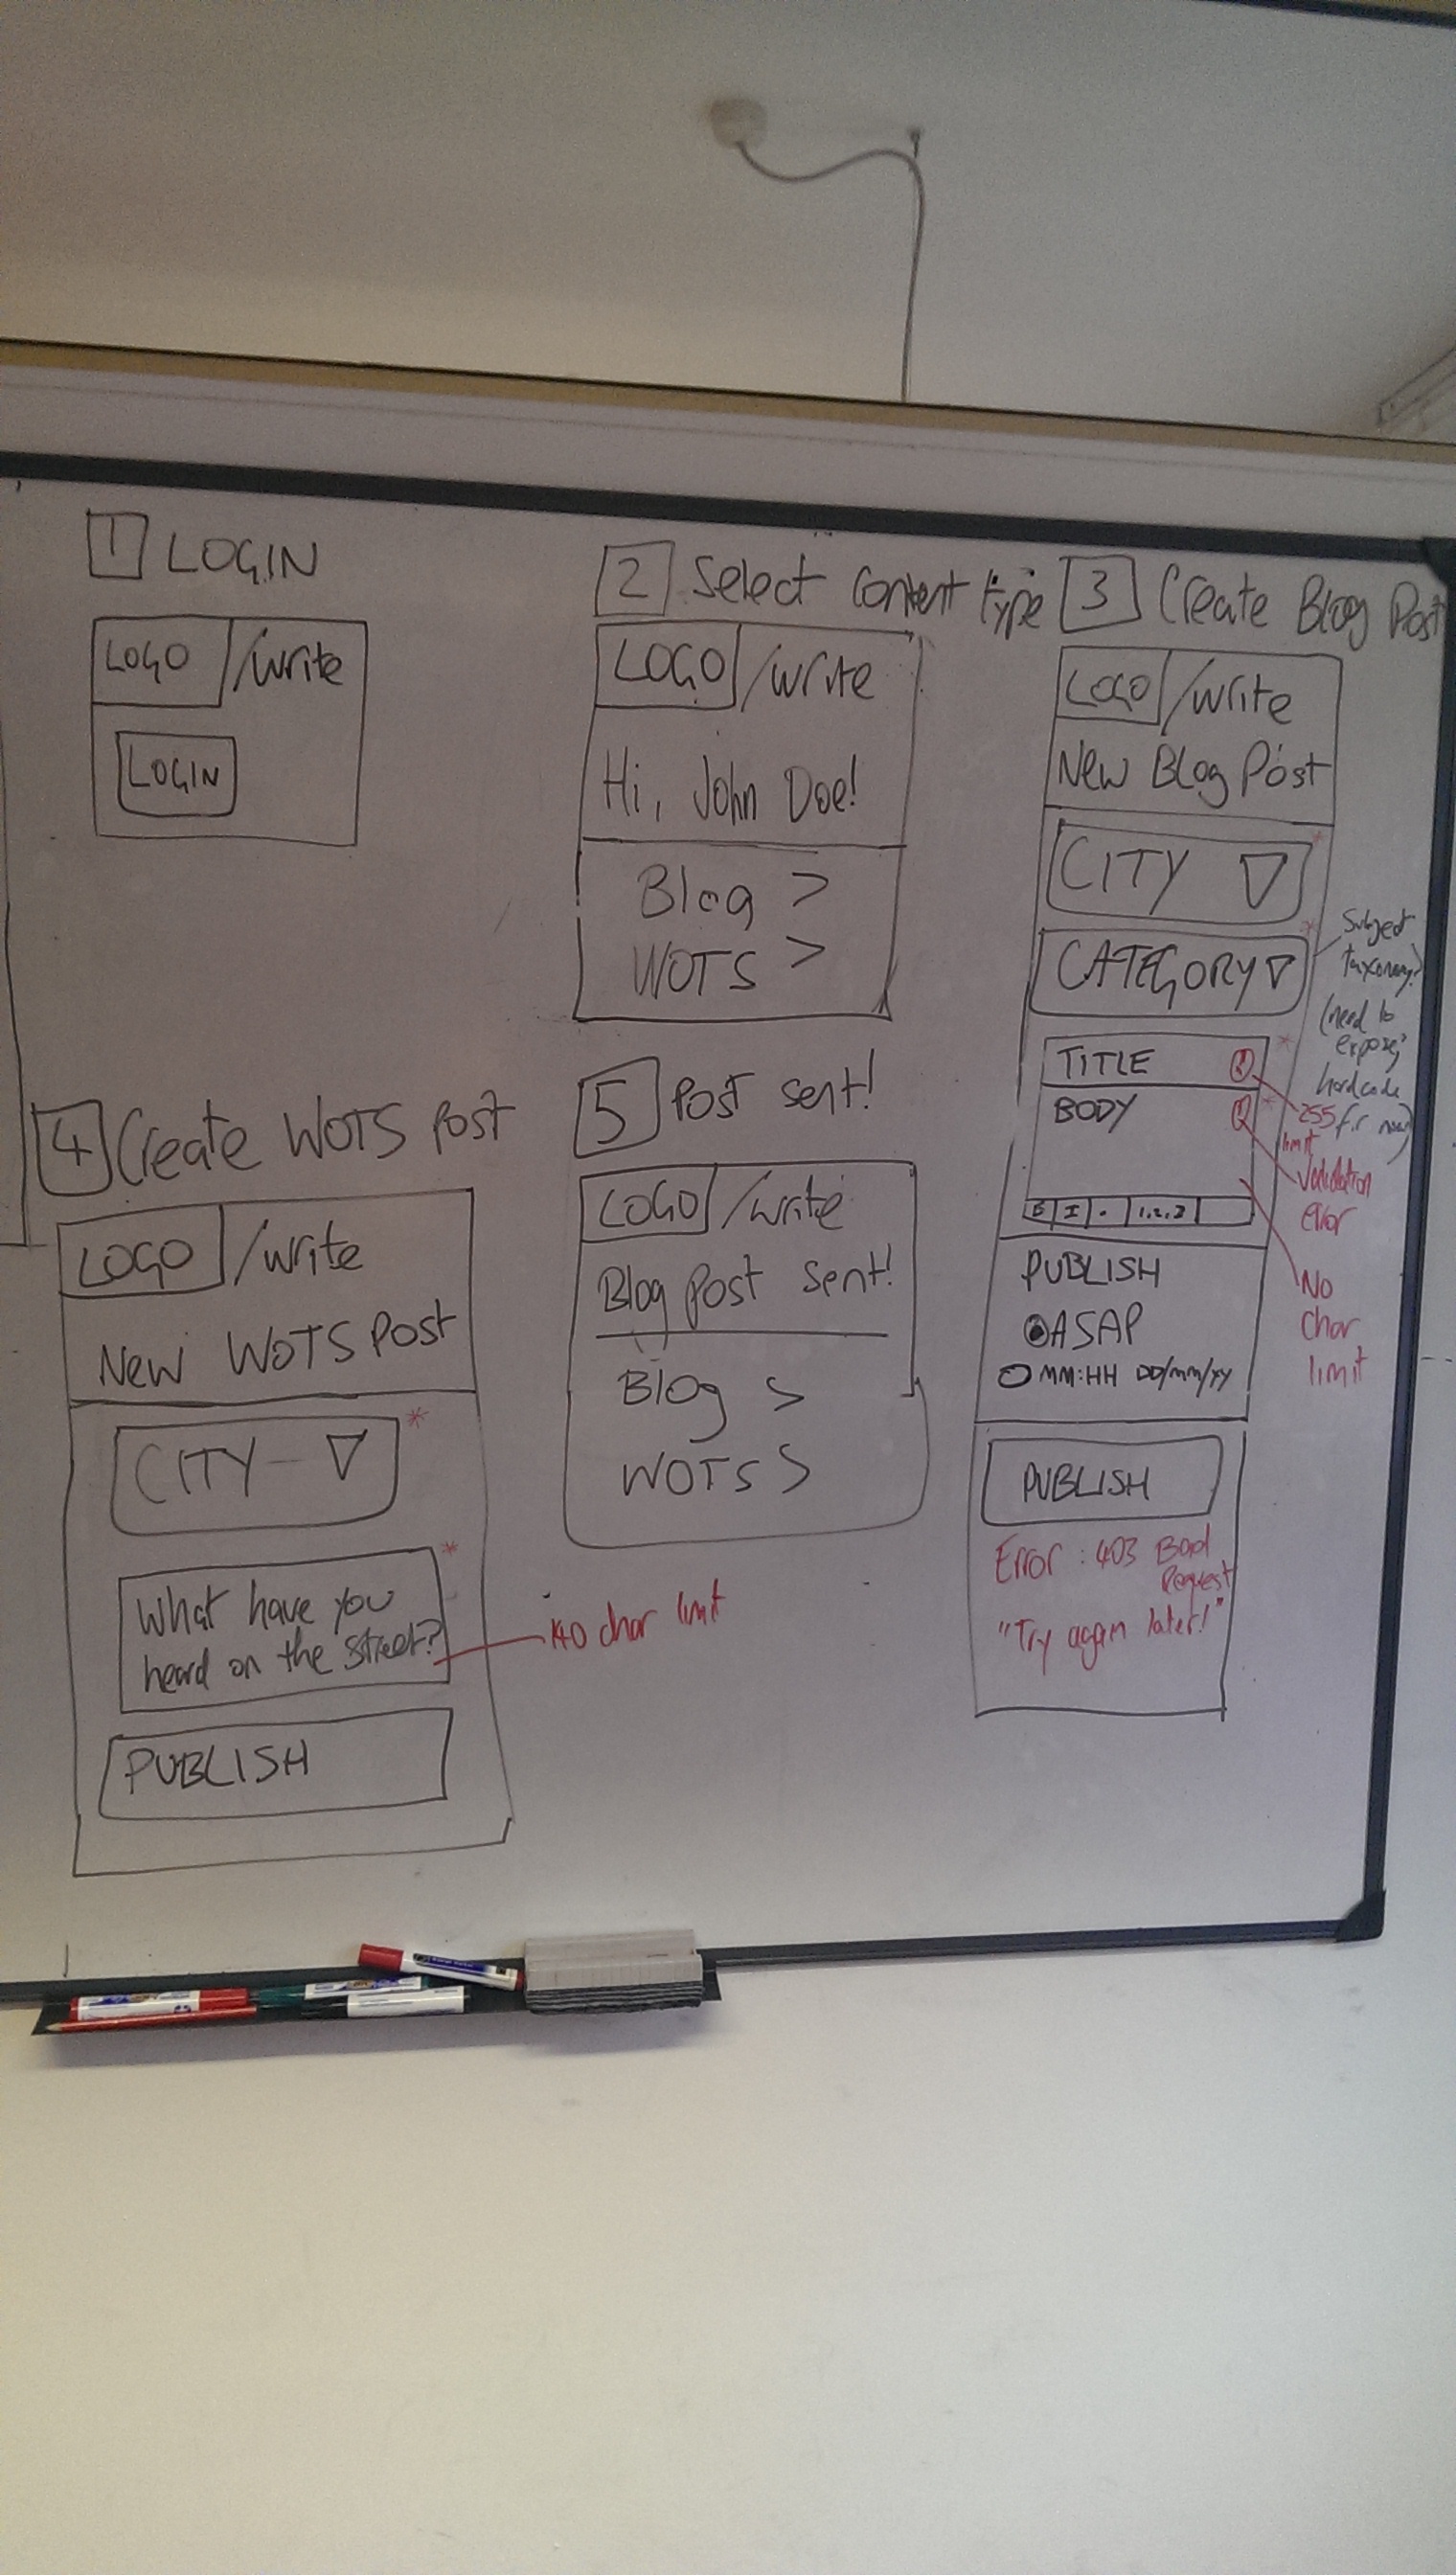 1 LOGIN
LOGO /write
LOGIN
2 Select content type
LOGO /write
Hi, John Doe!
Blog >
WOTS >
3 Create Blog Post
LOGO /write
New Blog Post
CITY ▽ *
CATEGORY ▽ *
Subject
taxonomy?
(need to
expose,
hardcode
for now)
TITLE ! *
255
limit
BODY ! *
validation
error
B I . 1,2,3
No
char
limit
PUBLISH
ASAP
MM:HH DD/mm/YY
PUBLISH
Error : 403 Bad
Request
"Try again later!"
4 Create WOTS Post
LOGO /write
New WOTS Post
CITY ▽ *
What have you *
heard on the street?
140 char limit
PUBLISH
5 Post sent!
LOGO /write
Blog Post sent!
Blog >
WOTS >